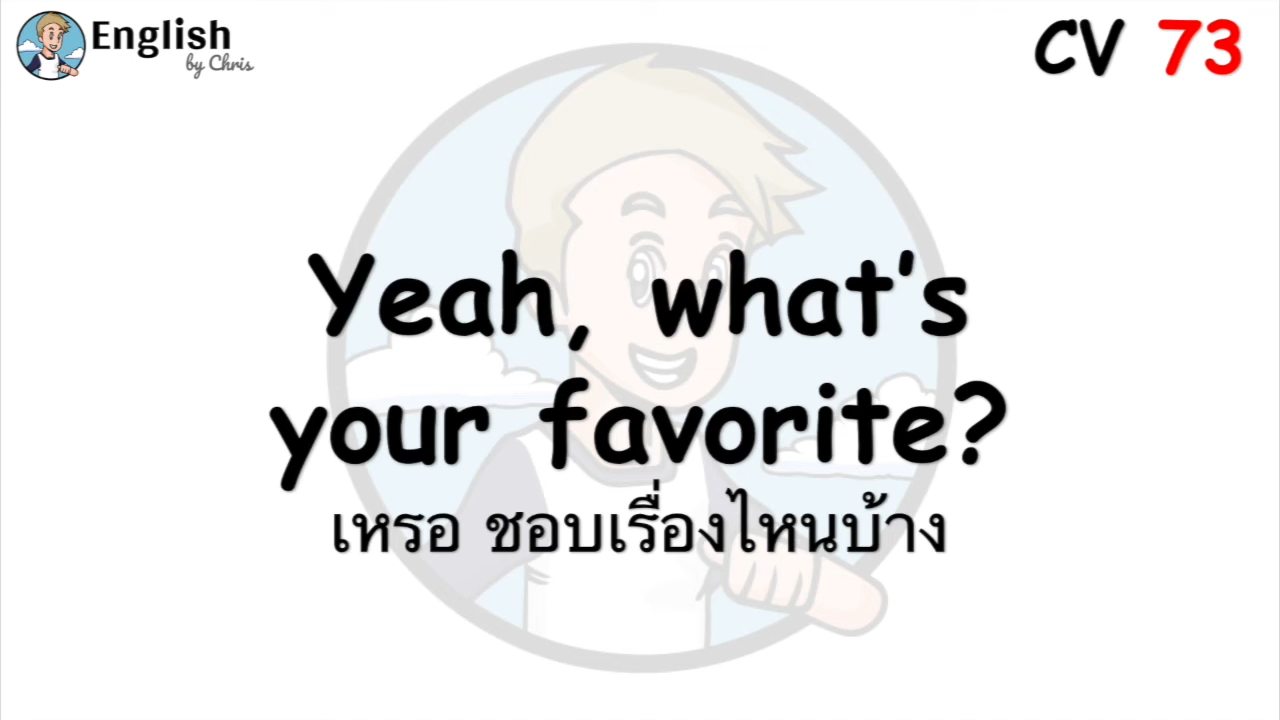 English
by Chris
CV 73
Yeah, what's
your favorite?
เหรอ ชอบเรื่องไหนบ้าง